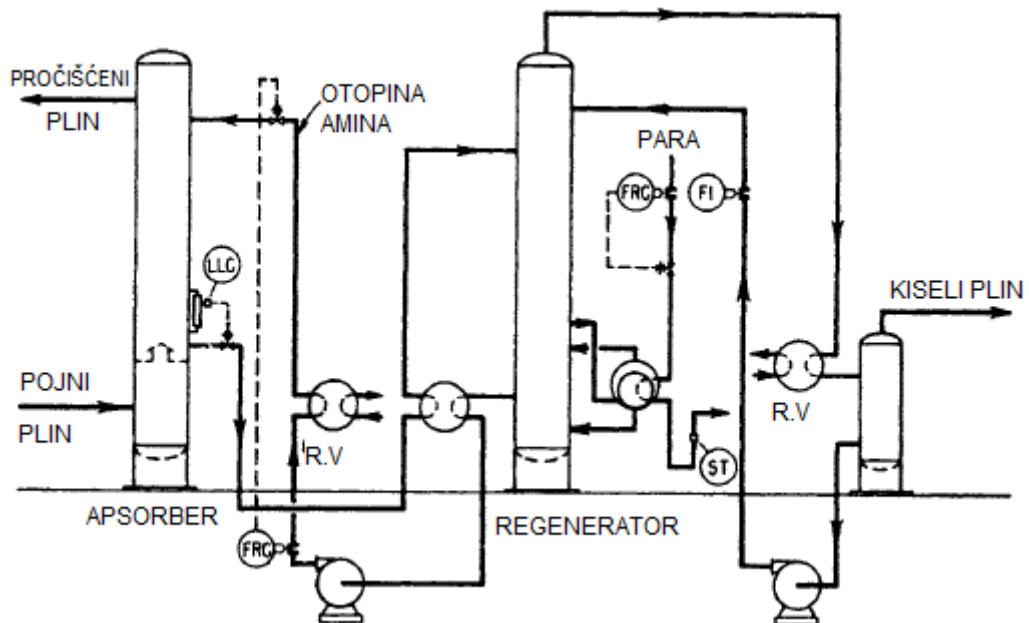 PROČIŠĆENI
PLIN
OTOPINA
AMINA
PARA
FRC
FI
LLC
KISELI PLIN
POJNI
PLIN
R.V
R.V
ST
APSORBER
REGENERATOR
FRC